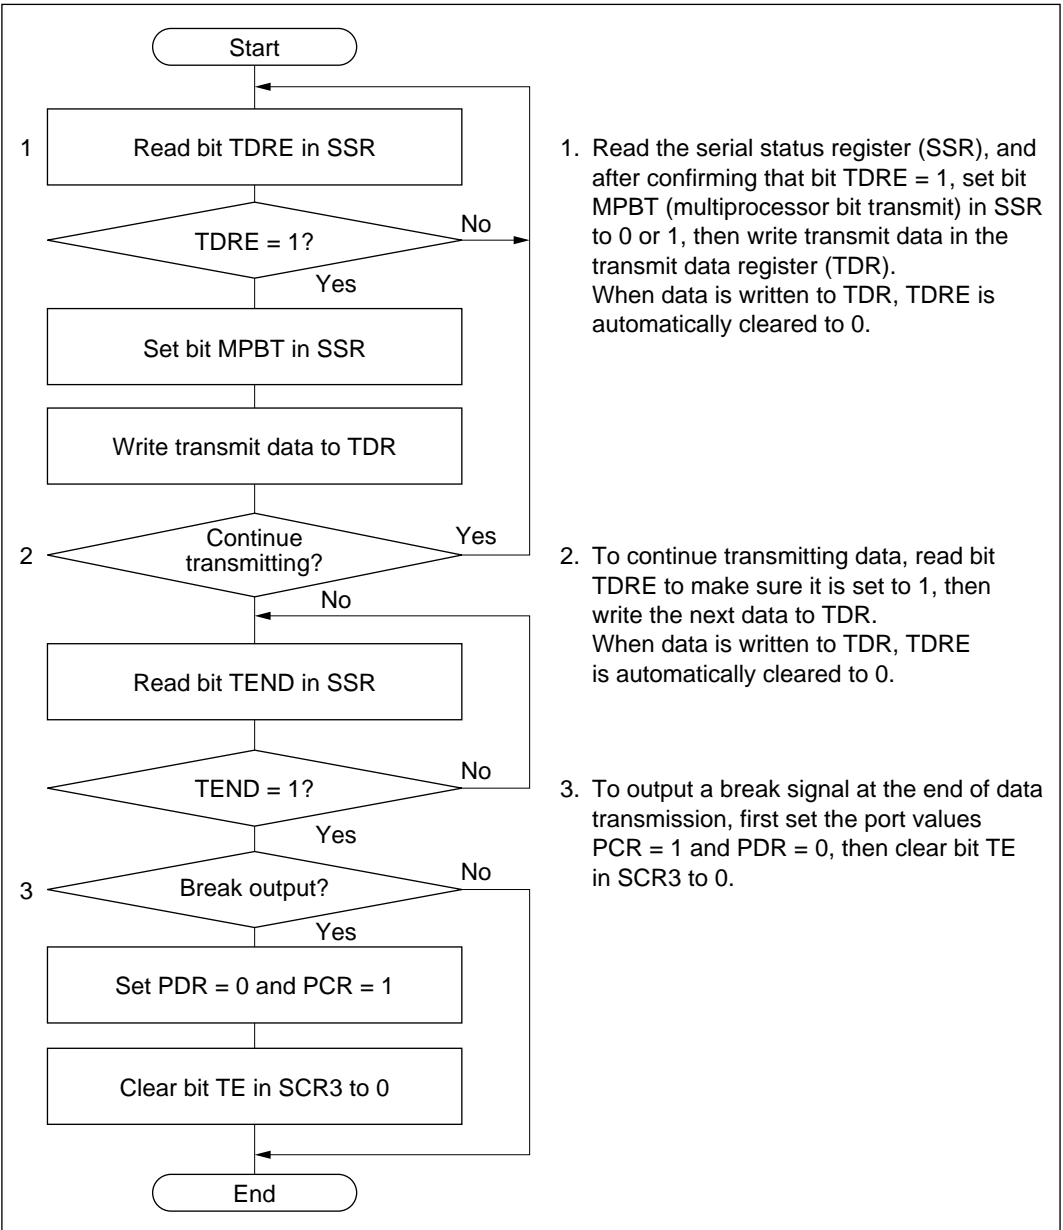 Start
1
Read bit TDRE in SSR
TDRE = 1?
No
Yes
Set bit MPBT in SSR
Write transmit data to TDR
2
Continue
transmitting?
Yes
No
Read bit TEND in SSR
TEND = 1?
No
Yes
3
Break output?
No
Yes
Set PDR = 0 and PCR = 1
Clear bit TE in SCR3 to 0
End
1. Read the serial status register (SSR), and
after confirming that bit TDRE = 1, set bit
MPBT (multiprocessor bit transmit) in SSR
to 0 or 1, then write transmit data in the
transmit data register (TDR).
When data is written to TDR, TDRE is
automatically cleared to 0.
2. To continue transmitting data, read bit
TDRE to make sure it is set to 1, then
write the next data to TDR.
When data is written to TDR, TDRE
is automatically cleared to 0.
3. To output a break signal at the end of data
transmission, first set the port values
PCR = 1 and PDR = 0, then clear bit TE
in SCR3 to 0.